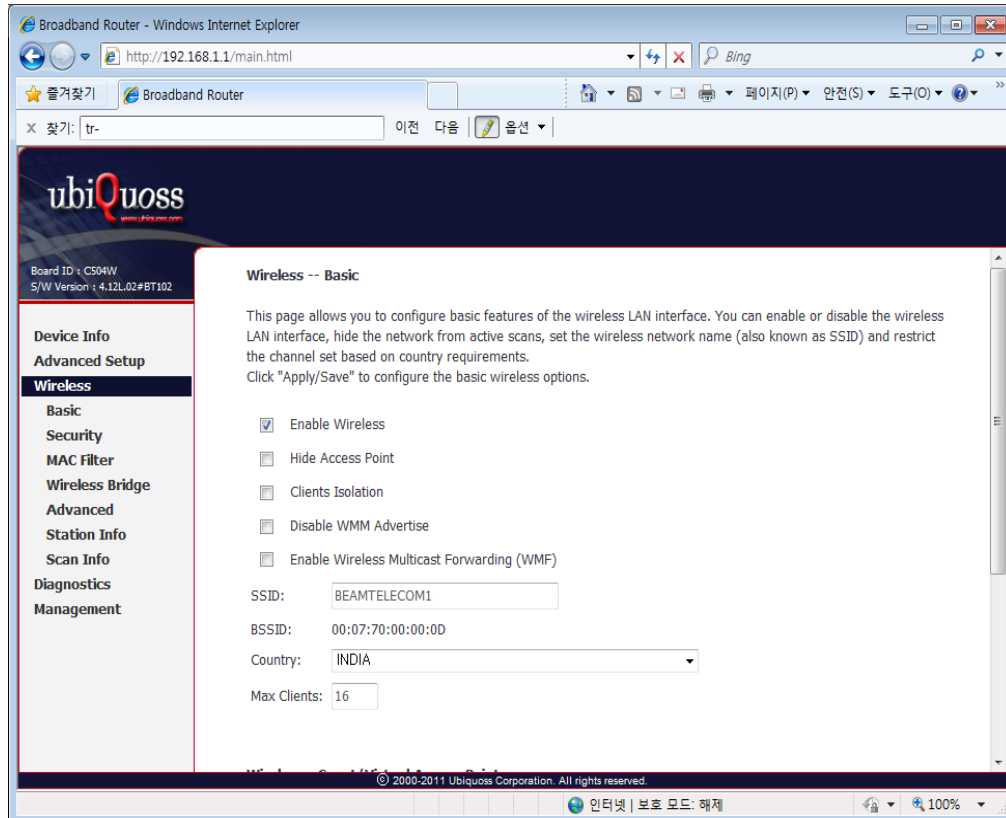 Broadband Router - Windows Internet Explorer
http://192.168.1.1/main.html
Bing
즐겨찾기
Broadband Router
페이지(P)
안전(S)
도구(O)
x 찾기: tr-
이전
다음
옵션
ubiQuoss
www.ubiquoss.com
Board ID : C504W
S/W Version : 4.12L.02#BT102
Device Info
Advanced Setup
Wireless
Basic
Security
MAC Filter
Wireless Bridge
Advanced
Station Info
Scan Info
Diagnostics
Management
Wireless -- Basic
This page allows you to configure basic features of the wireless LAN interface. You can enable or disable the wireless
LAN interface, hide the network from active scans, set the wireless network name (also known as SSID) and restrict
the channel set based on country requirements.
Click "Apply/Save" to configure the basic wireless options.
Enable Wireless
Hide Access Point
Clients Isolation
Disable WMM Advertise
Enable Wireless Multicast Forwarding (WMF)
SSID: BEAMTELECOM1
BSSID: 00:07:70:00:00:0D
Country: INDIA
Max Clients: 16
© 2000-2011 Ubiquoss Corporation. All rights reserved.
인터넷 | 보호 모드: 해제
100%